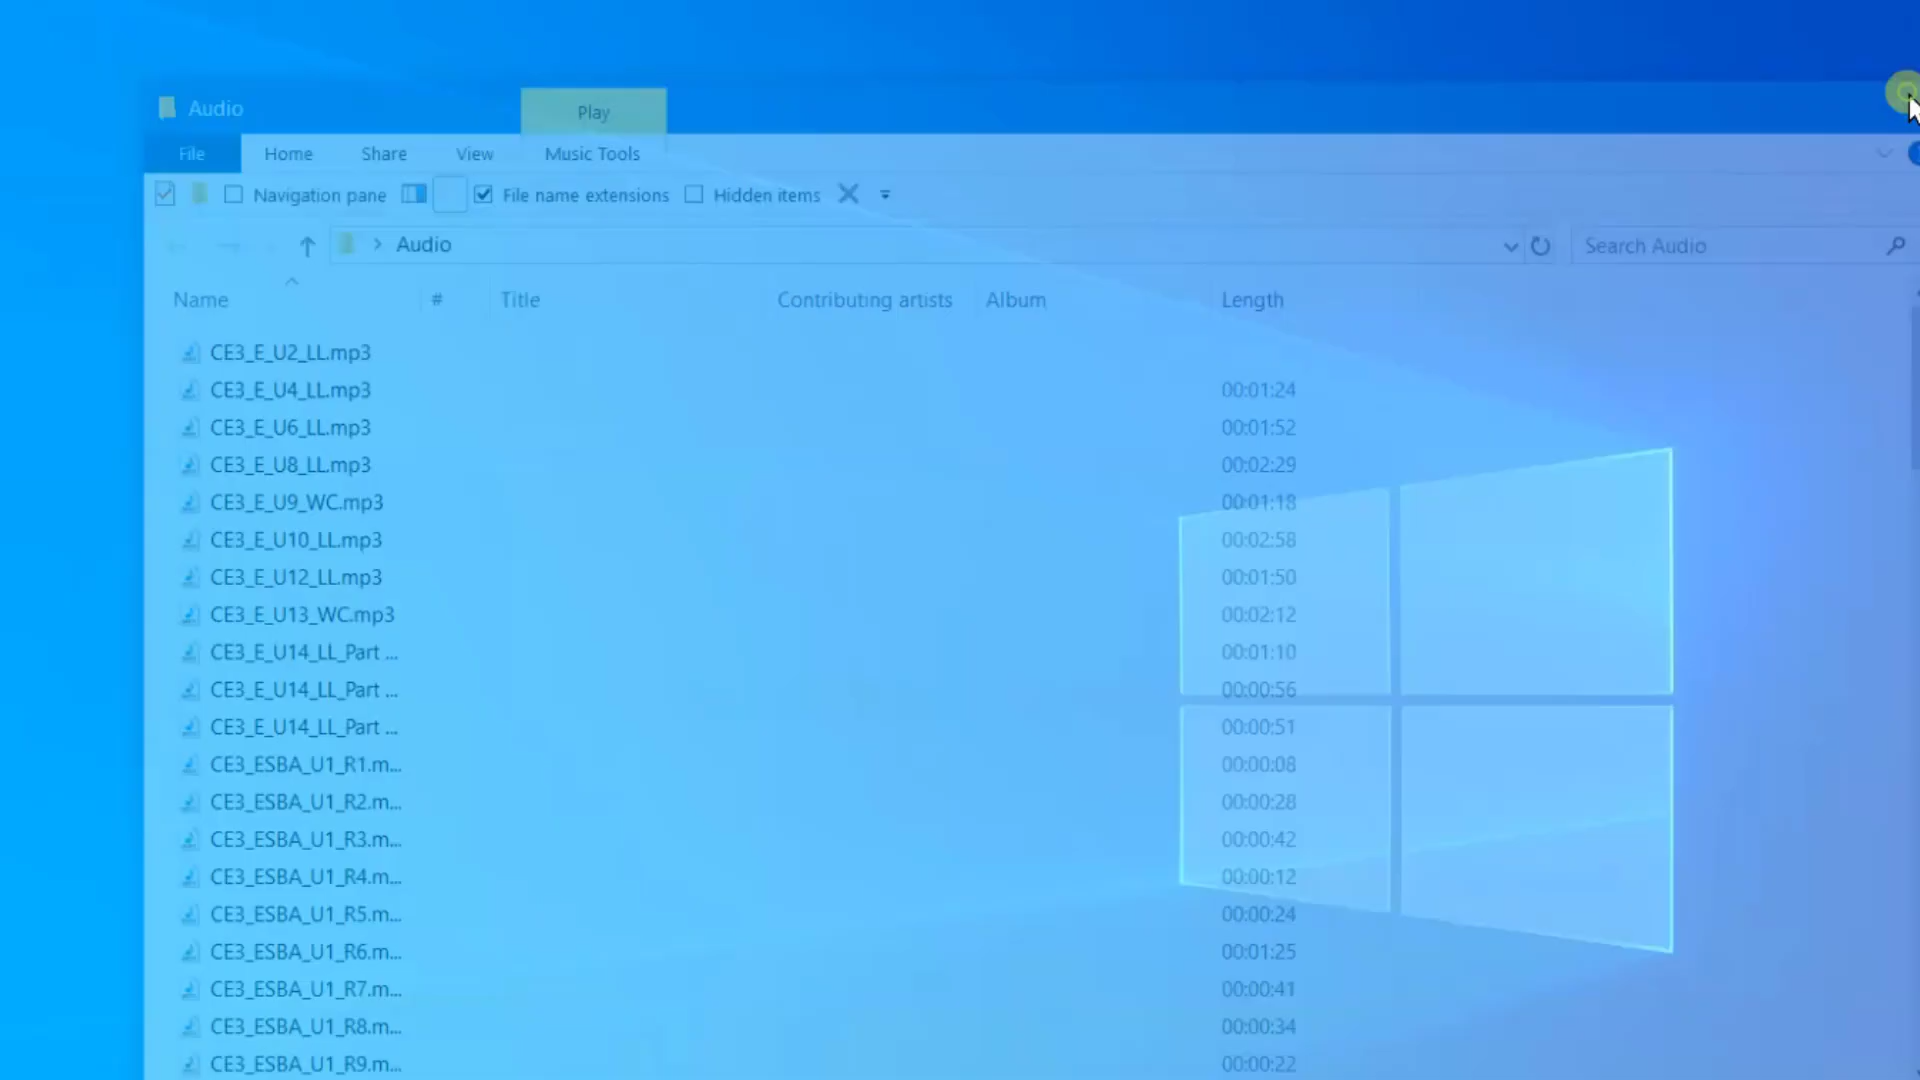 Audio
Play
File Home Share View Music Tools
Navigation pane File name extensions Hidden items
Audio
Search Audio
Name # Title Contributing artists Album Length
CE3_E_U2_LL.mp3
CE3_E_U4_LL.mp3 00:01:24
CE3_E_U6_LL.mp3 00:01:52
CE3_E_U8_LL.mp3 00:02:29
CE3_E_U9_WC.mp3 00:01:18
CE3_E_U10_LL.mp3 00:02:58
CE3_E_U12_LL.mp3 00:01:50
CE3_E_U13_WC.mp3 00:02:12
CE3_E_U14_LL_Part ... 00:01:10
CE3_E_U14_LL_Part ... 00:00:56
CE3_E_U14_LL_Part ... 00:00:51
CE3_ESBA_U1_R1.m... 00:00:08
CE3_ESBA_U1_R2.m... 00:00:28
CE3_ESBA_U1_R3.m... 00:00:42
CE3_ESBA_U1_R4.m... 00:00:12
CE3_ESBA_U1_R5.m... 00:00:24
CE3_ESBA_U1_R6.m... 00:01:25
CE3_ESBA_U1_R7.m... 00:00:41
CE3_ESBA_U1_R8.m... 00:00:34
CE3_ESBA_U1_R9.m... 00:00:22